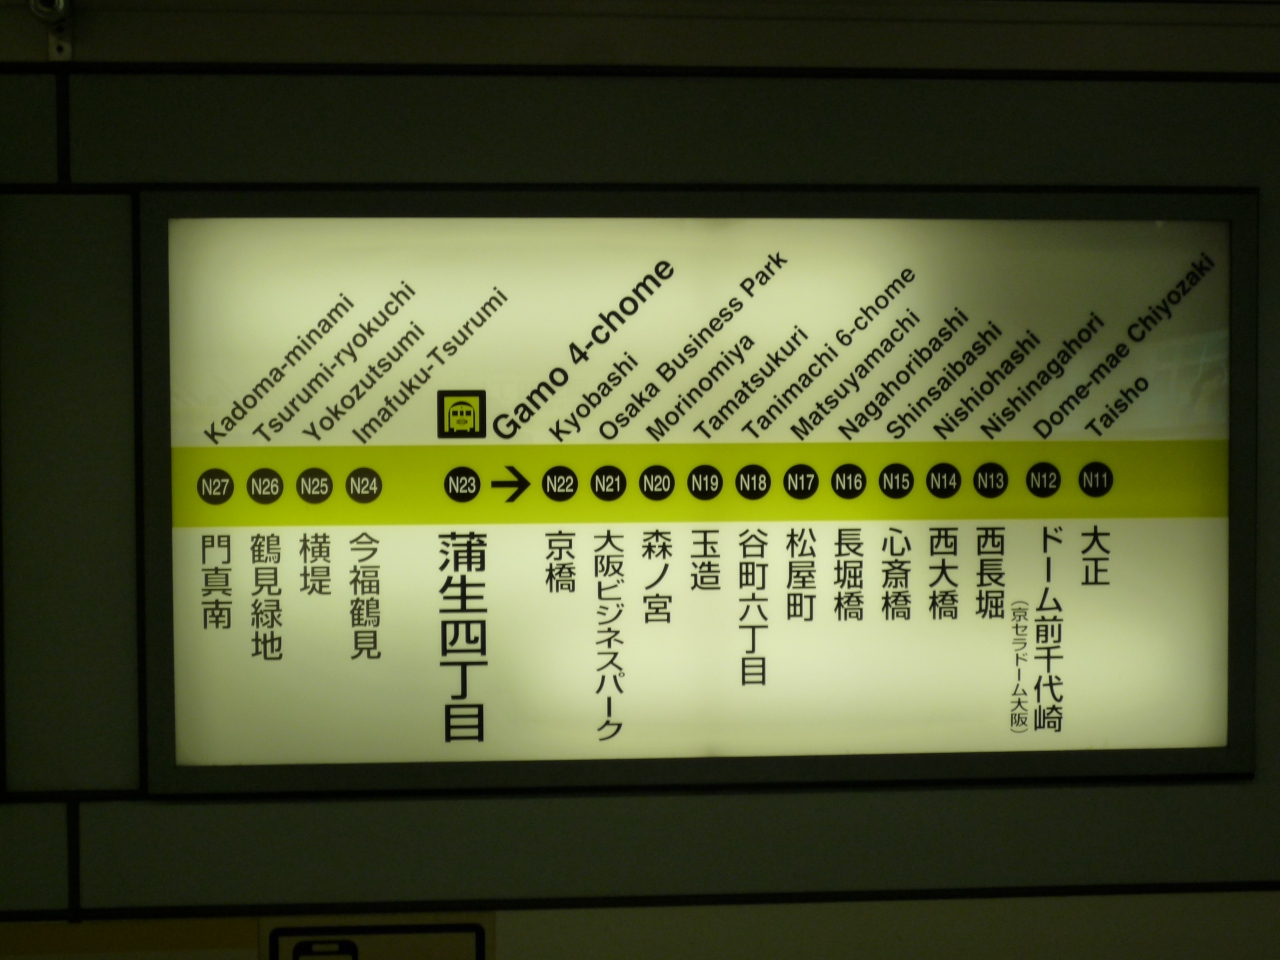 Kadoma-minami
Tsurumi-ryokuchi
Yokozutsumi
Imafuku-Tsurumi
Gamo 4-chome
Kyobashi
Osaka Business Park
Morinomiya
Tamatsukuri
Tanimachi 6-chome
Matsuyamachi
Nagahoribashi
Shinsaibashi
Nishiohashi
Nishinagahori
Dome-mae Chiyozaki
Taisho
N27 N26 N25 N24 N23 → N22 N21 N20 N19 N18 N17 N16 N15 N14 N13 N12 N11
門真南
鶴見緑地
横堤
今福鶴見
蒲生四丁目
京橋
大阪ビジネスパーク
森ノ宮
玉造
谷町六丁目
松屋町
長堀橋
心斎橋
西大橋
西長堀
ドーム前千代崎
（京セラドーム大阪）
大正